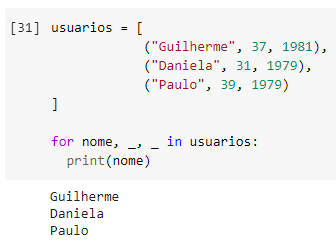 [31] usuarios = [
("Guilherme", 37, 1981),
("Daniela", 31, 1979),
("Paulo", 39, 1979)
]
for nome, _, _ in usuarios:
print(nome)
Guilherme
Daniela
Paulo